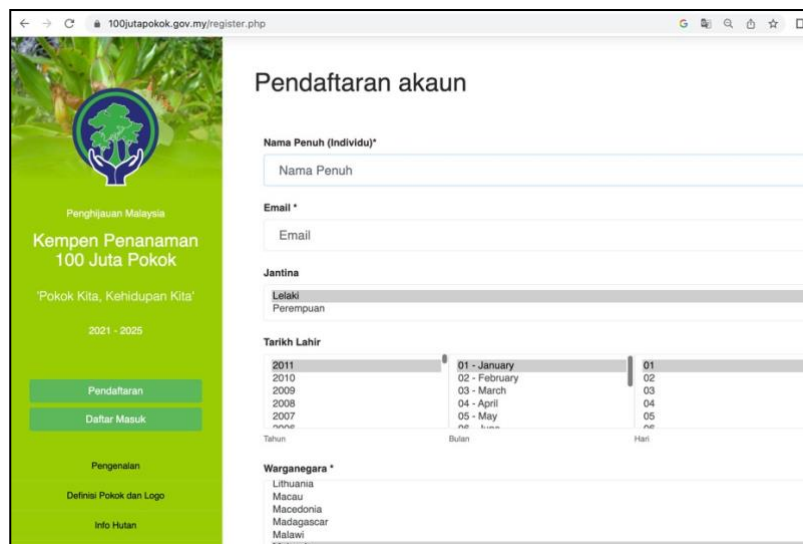 100jutapokok.gov.my/register.php
Penghijauan Malaysia
Kempen Penanaman
100 Juta Pokok
'Pokok Kita, Kehidupan Kita'
2021 - 2025
Pendaftaran
Daftar Masuk
Pengenalan
Definisi Pokok dan Logo
Info Hutan
Pendaftaran akaun
Nama Penuh (Individu)*
Nama Penuh
Email *
Email
Jantina
Lelaki
Perempuan
Tarikh Lahir
2011 01 - January 01
2010 02 - February 02
2009 03 - March 03
2008 04 - April 04
2007 05 - May 05
Tahun Bulan Hari
Warganegara *
Lithuania
Macau
Macedonia
Madagascar
Malawi